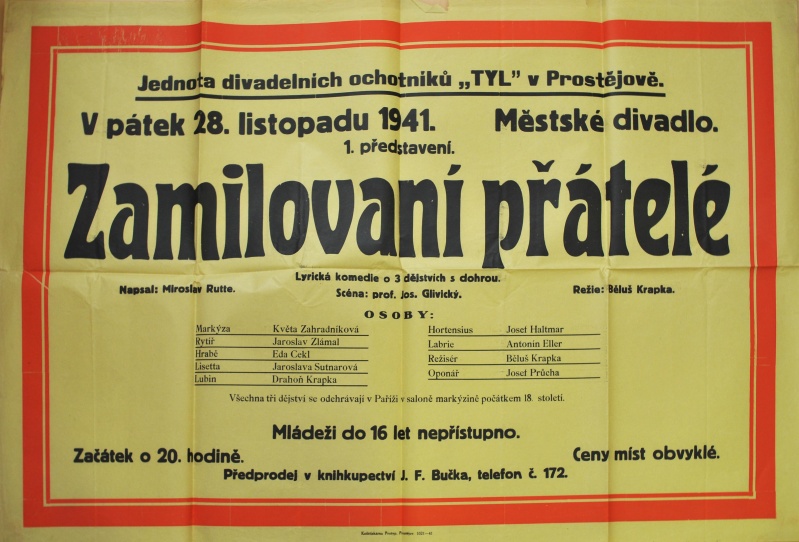 Jednota divadelních ochotníků „TYL” v Prostějově.
V pátek 28. listopadu 1941. Městské divadlo.
1. představení.
Zamilovaní přátelé
Lyrická komedie o 3 dějstvích s dohrou.
Napsal: Miroslav Rutte. Scéna: prof. Jos. Glivický. Režie: Běluš Krapka.
OSOBY:
Markýza Květa Zahradníková
Rytíř Jaroslav Zlámal
Hrabě Eda Cekl
Lisetta Jaroslava Sutnarová
Lubin Drahoň Krapka
Hortensius Josef Haltmar
Labrie Antonín Eller
Režisér Běluš Krapka
Oponář Josef Průcha
Všechna tři dějství se odehrávají v Paříži v saloně markýzině počátkem 18. století.
Mládeži do 16 let nepřístupno.
Začátek o 20. hodině. Ceny míst obvyklé.
Předprodej v knihkupectví J. F. Bučka, telefon č. 172.